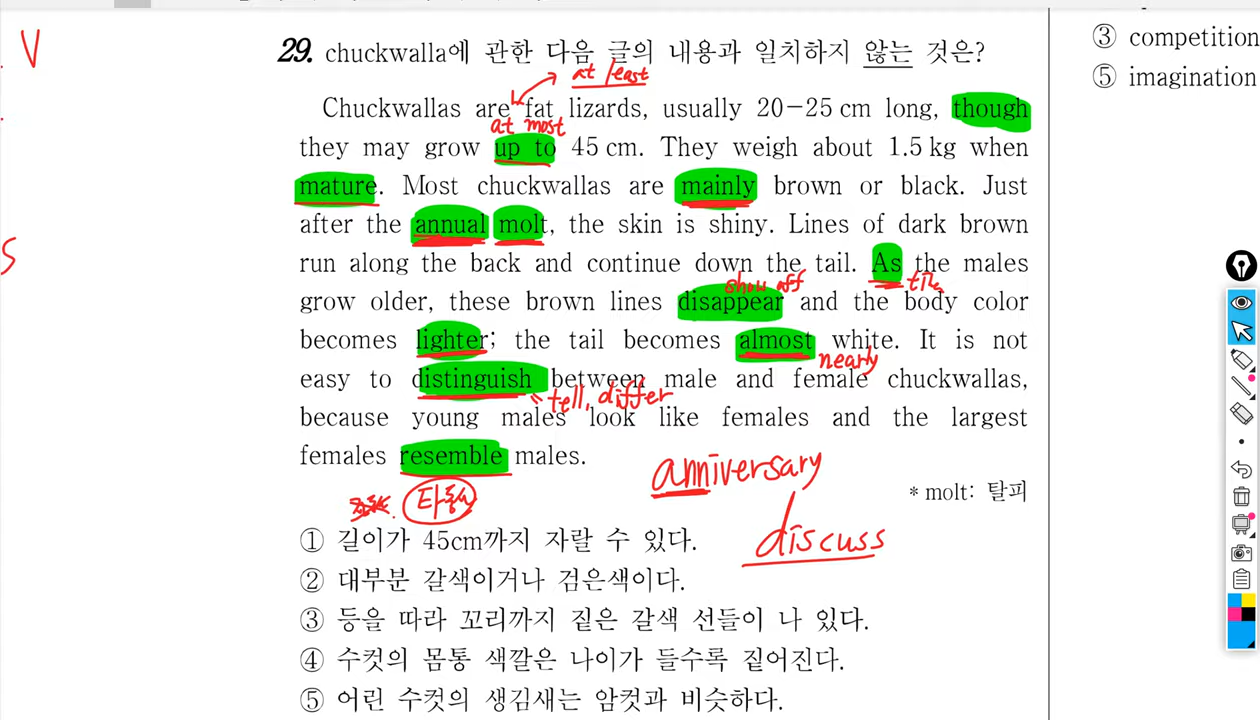 V
29. chuckwalla에 관한 다음 글의 내용과 일치하지 않는 것은?
at least
Chuckwallas are fat lizards, usually 20-25 cm long, though
at most
they may grow up to 45 cm. They weigh about 1.5 kg when
mature. Most chuckwallas are mainly brown or black. Just
after the annual molt, the skin is shiny. Lines of dark brown
run along the back and continue down the tail. As the males
show off
grow older, these brown lines disappear and the body color
becomes lighter; the tail becomes almost white. It is not
nearly
easy to distinguish between male and female chuckwallas,
tell, differ
because young males look like females and the largest
females resemble males.
anniversary
타동사
* molt: 탈피
discuss
① 길이가 45cm까지 자랄 수 있다.
② 대부분 갈색이거나 검은색이다.
③ 등을 따라 꼬리까지 짙은 갈색 선들이 나 있다.
④ 수컷의 몸통 색깔은 나이가 들수록 짙어진다.
⑤ 어린 수컷의 생김새는 암컷과 비슷하다.
s
③ competition
⑤ imagination